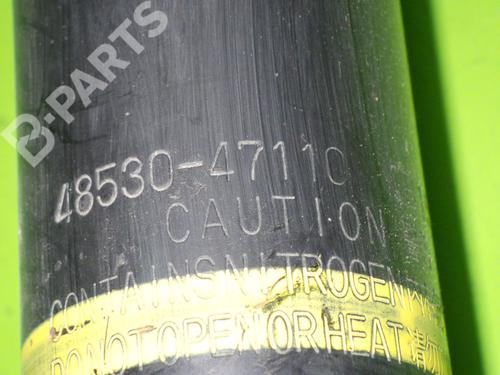 B-PARTS
48530-47110
CAUTION
CONTAINS NITROGEN
DO NOT OPEN OR HEAT